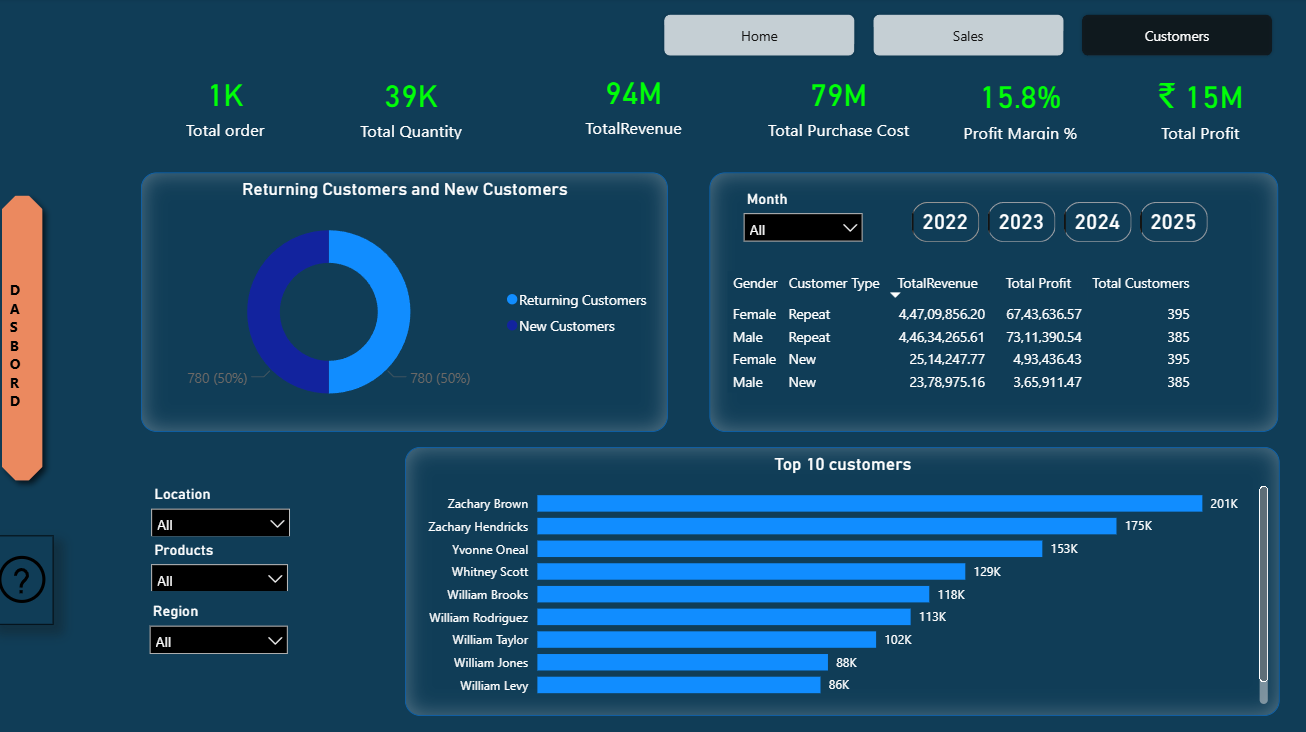 Home Sales Customers
1K 39K 94M 79M 15.8% ₹ 15M
Total order Total Quantity TotalRevenue Total Purchase Cost Profit Margin % Total Profit
Returning Customers and New Customers
Returning Customers
New Customers
780 (50%) 780 (50%)
Month
All
2022 2023 2024 2025
Gender Customer Type TotalRevenue Total Profit Total Customers
Female Repeat 4,47,09,856.20 67,43,636.57 395
Male Repeat 4,46,34,265.61 73,11,390.54 385
Female New 25,14,247.77 4,93,436.43 395
Male New 23,78,975.16 3,65,911.47 385
D
A
S
B
O
R
D
?
Location
All
Products
All
Region
All
Top 10 customers
Zachary Brown 201K
Zachary Hendricks 175K
Yvonne Oneal 153K
Whitney Scott 129K
William Brooks 118K
William Rodriguez 113K
William Taylor 102K
William Jones 88K
William Levy 86K